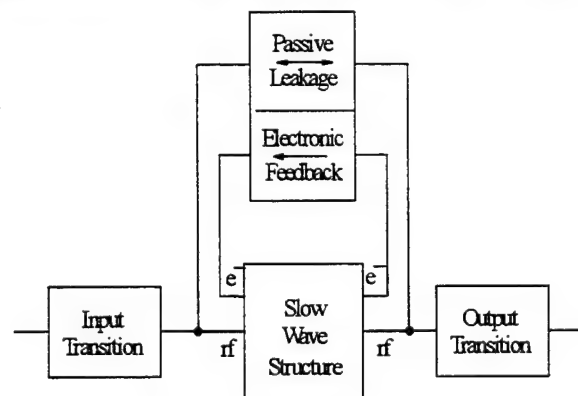 Passive
Leakage
Electronic
Feedback
e⁻
e⁻
Input
Transition
rf
Slow
Wave
Structure
rf
Output
Transition